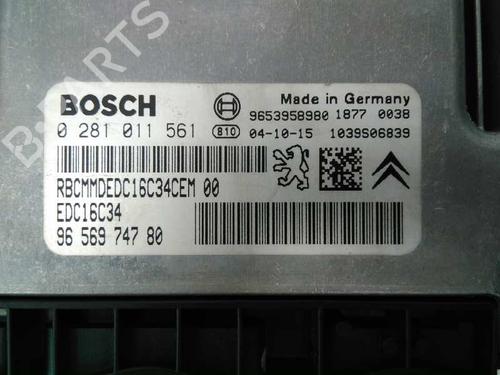 B-PARTS
BOSCH
Made in Germany
9653958980 1877 0038
0 281 011 561 810 04-10-15 1039S06839
RBCMMDEDC16C34CEM 00
EDC16C34
96 569 747 80